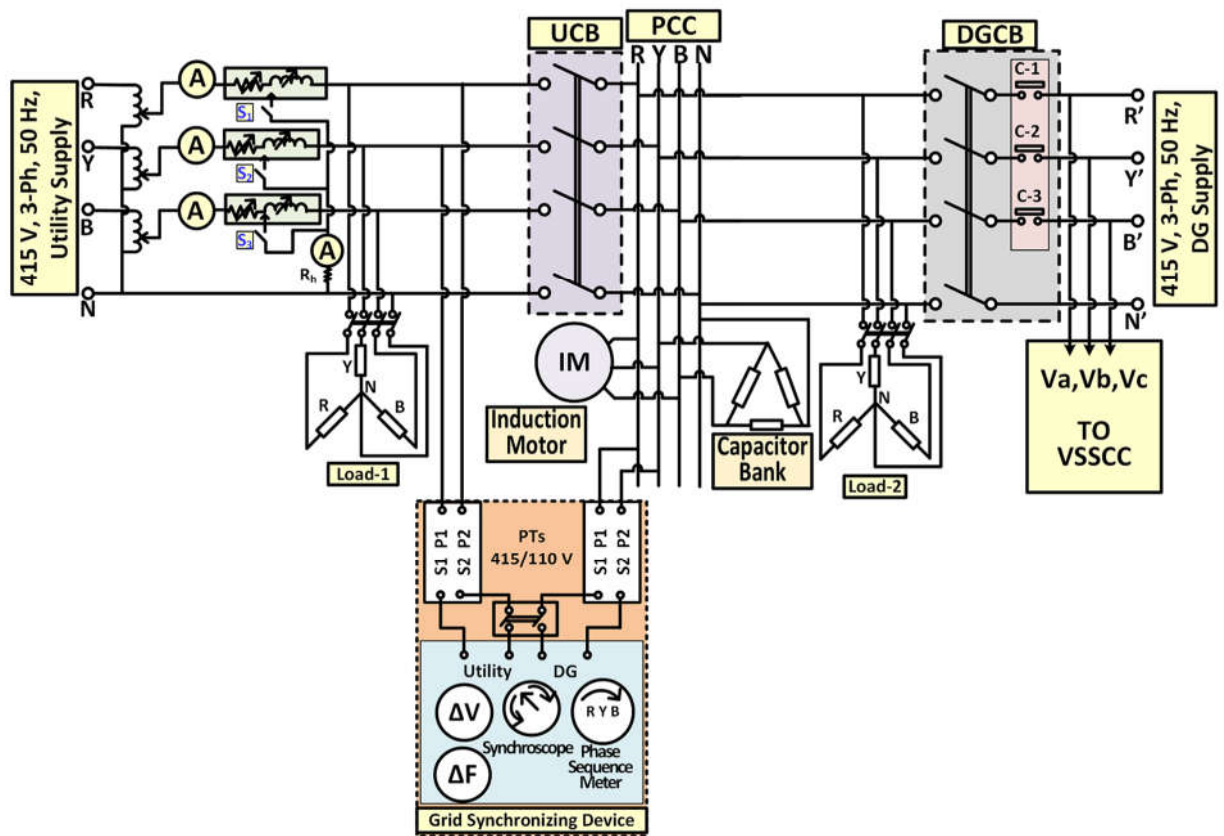 UCB
PCC
DGCB
R Y B N
415 V, 3-Ph, 50 Hz,
Utility Supply
R
Y
B
N
A
A
A
A
S1
S2
S3
Rh
C-1
C-2
C-3
R'
Y'
B'
N'
415 V, 3-Ph, 50 Hz,
DG Supply
Y
N
R
B
Load-1
IM
Induction
Motor
Capacitor
Bank
Y
N
R
B
Load-2
Va,Vb,Vc
TO
VSSCC
S1 P1
S2 P2
PTs
415/110 V
S1 P1
S2 P2
Utility
DG
ΔV
ΔF
Synchroscope
R Y B
Phase
Sequence
Meter
Grid Synchronizing Device